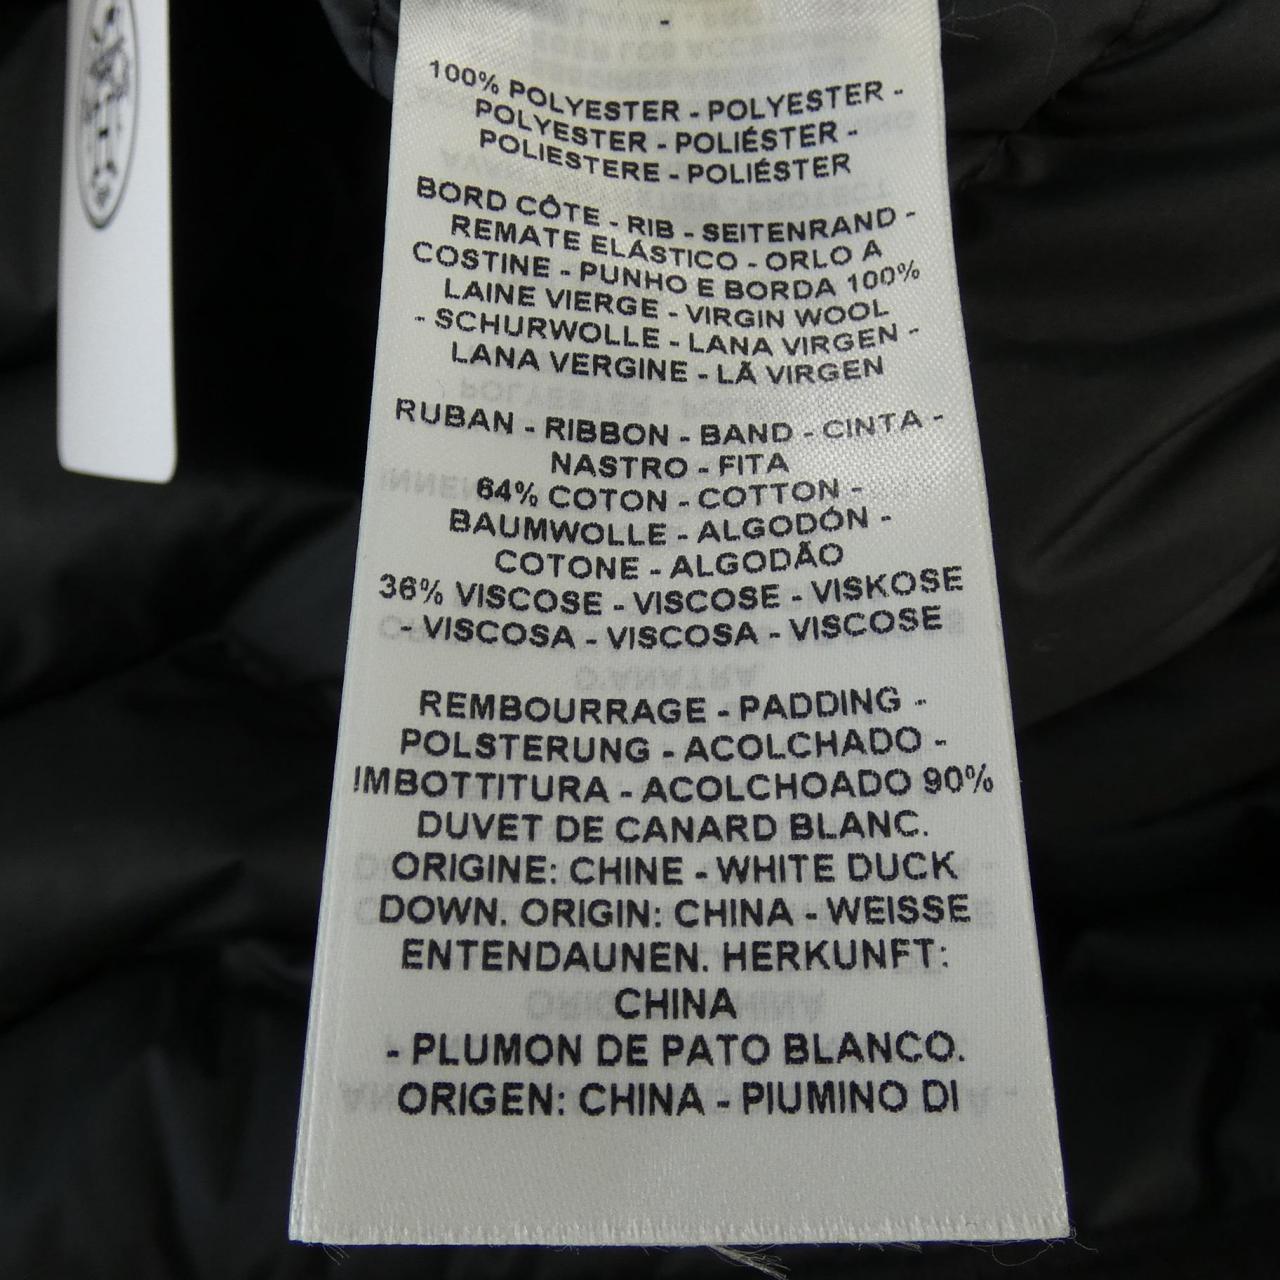 100% POLYESTER - POLYESTER -
POLYESTER - POLIÉSTER -
POLIESTERE - POLIÉSTER
BORD CÔTE - RIB - SEITENRAND -
REMATE ELÁSTICO - ORLO A
COSTINE - PUNHO E BORDA 100%
LAINE VIERGE - VIRGIN WOOL
- SCHURWOLLE - LANA VIRGEN -
LANA VERGINE - LÃ VIRGEN
RUBAN - RIBBON - BAND - CINTA -
NASTRO - FITA
64% COTON - COTTON -
BAUMWOLLE - ALGODÓN -
COTONE - ALGODÃO
36% VISCOSE - VISCOSE - VISKOSE
- VISCOSA - VISCOSA - VISCOSE
REMBOURRAGE - PADDING -
POLSTERUNG - ACOLCHADO -
IMBOTTITURA - ACOLCHOADO 90%
DUVET DE CANARD BLANC.
ORIGINE: CHINE - WHITE DUCK
DOWN. ORIGIN: CHINA - WEISSE
ENTENDAUNEN. HERKUNFT:
CHINA
- PLUMON DE PATO BLANCO.
ORIGEN: CHINA - PIUMINO DI